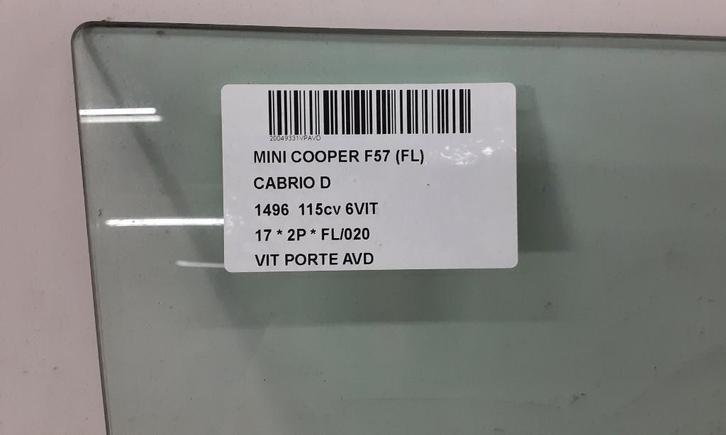 20049331VPAVD
MINI COOPER F57 (FL)
CABRIO D
1496 115cv 6VIT
17 * 2P * FL/020
VIT PORTE AVD